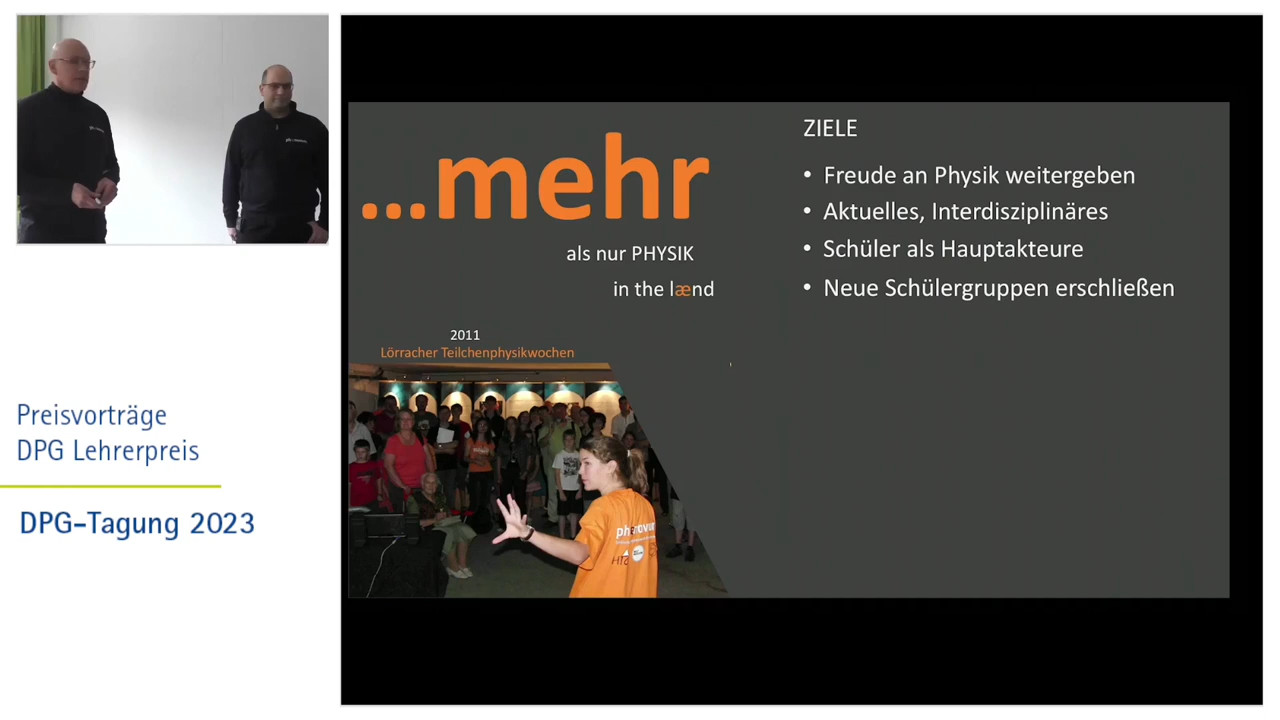 Preisvorträge
DPG Lehrerpreis
DPG-Tagung 2023
...mehr
als nur PHYSIK
in the lænd
2011
Lörracher Teilchenphysikwochen
ZIELE
• Freude an Physik weitergeben
• Aktuelles, Interdisziplinäres
• Schüler als Hauptakteure
• Neue Schülergruppen erschließen